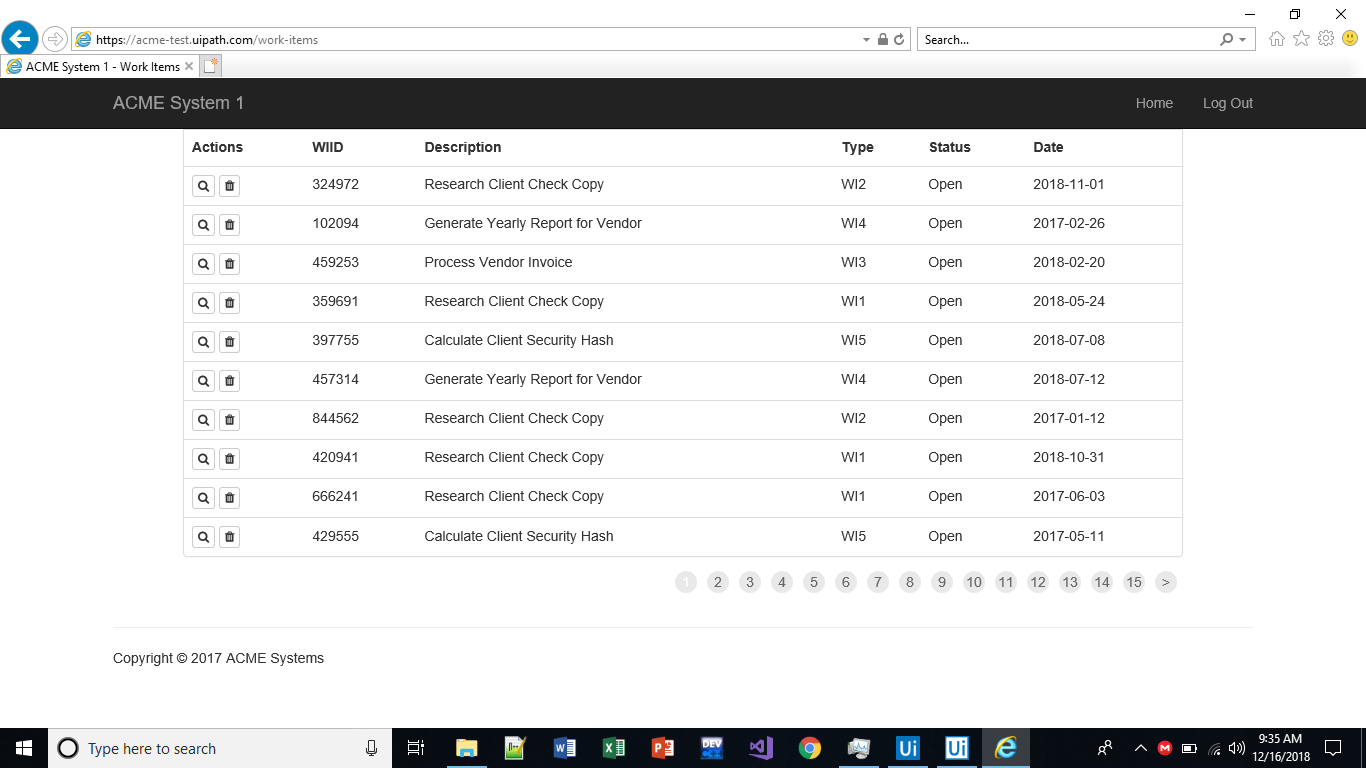 https://acme-test.uipath.com/work-items
Search...
ACME System 1 - Work Items
ACME System 1 Home Log Out
Actions WIID Description Type Status Date
324972 Research Client Check Copy WI2 Open 2018-11-01
102094 Generate Yearly Report for Vendor WI4 Open 2017-02-26
459253 Process Vendor Invoice WI3 Open 2018-02-20
359691 Research Client Check Copy WI1 Open 2018-05-24
397755 Calculate Client Security Hash WI5 Open 2018-07-08
457314 Generate Yearly Report for Vendor WI4 Open 2018-07-12
844562 Research Client Check Copy WI2 Open 2017-01-12
420941 Research Client Check Copy WI1 Open 2018-10-31
666241 Research Client Check Copy WI1 Open 2017-06-03
429555 Calculate Client Security Hash WI5 Open 2017-05-11
1 2 3 4 5 6 7 8 9 10 11 12 13 14 15 >
Copyright © 2017 ACME Systems
Type here to search
DEV
Ui
Ui
9:35 AM
12/16/2018